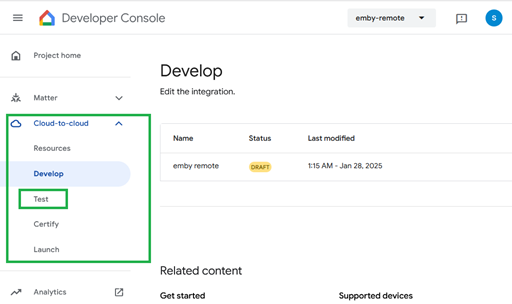 Developer Console
emby-remote
S
Project home
Matter
Cloud-to-cloud
Resources
Develop
Test
Certify
Launch
Analytics
Develop
Edit the integration.
Name Status Last modified
emby remote DRAFT 1:15 AM - Jan 28, 2025
Related content
Get started Supported devices